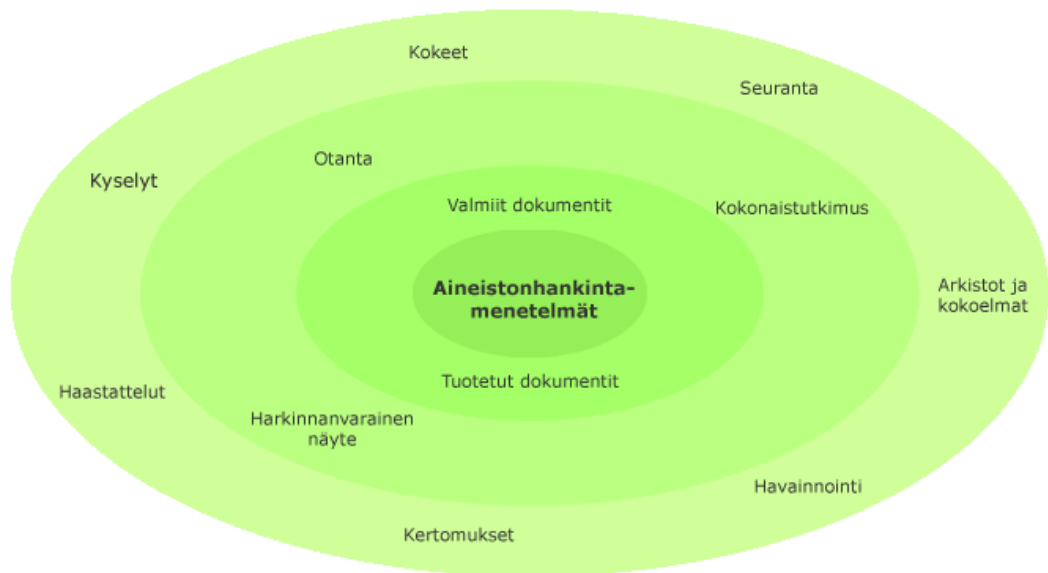 Kokeet
Seuranta
Otanta
Kyselyt
Valmiit dokumentit
Kokonaistutkimus
Aineistonhankinta-
menetelmät
Arkistot ja
kokoelmat
Tuotetut dokumentit
Haastattelut
Harkinnanvarainen
näyte
Havainnointi
Kertomukset